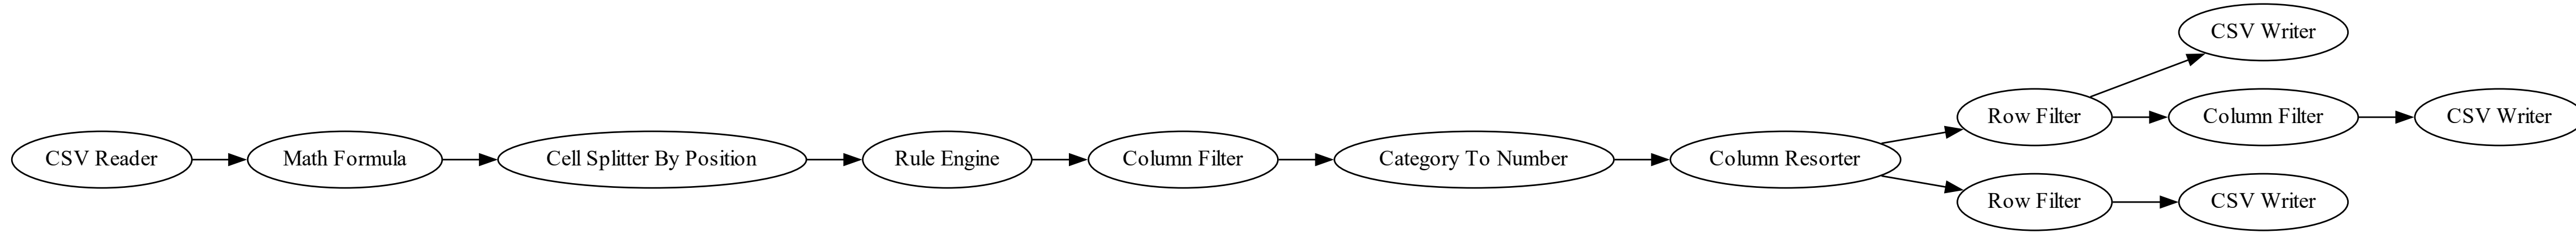 CSV Reader
Math Formula
Cell Splitter By Position
Rule Engine
Column Filter
Category To Number
Column Resorter
Row Filter
CSV Writer
Column Filter
CSV Writer
Row Filter
CSV Writer